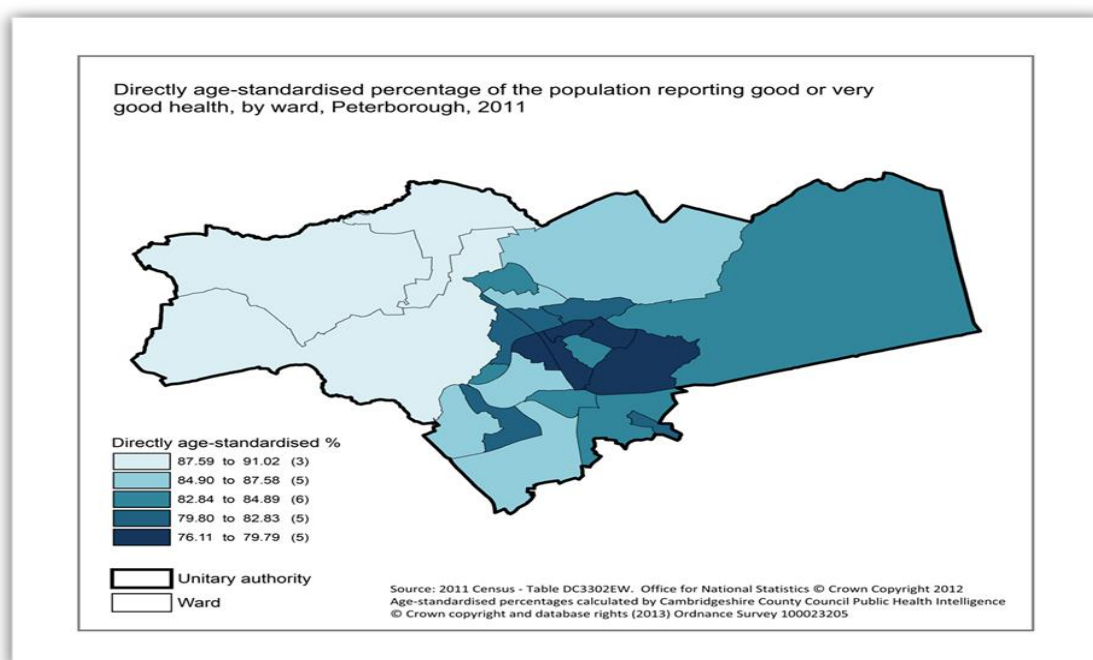 Directly age-standardised percentage of the population reporting good or very
good health, by ward, Peterborough, 2011
Directly age-standardised %
87.59 to 91.02 (3)
84.90 to 87.58 (5)
82.84 to 84.89 (6)
79.80 to 82.83 (5)
76.11 to 79.79 (5)
Unitary authority
Ward
Source: 2011 Census - Table DC3302EW. Office for National Statistics © Crown Copyright 2012
Age-standardised percentages calculated by Cambridgeshire County Council Public Health Intelligence
© Crown copyright and database rights (2013) Ordnance Survey 100023205